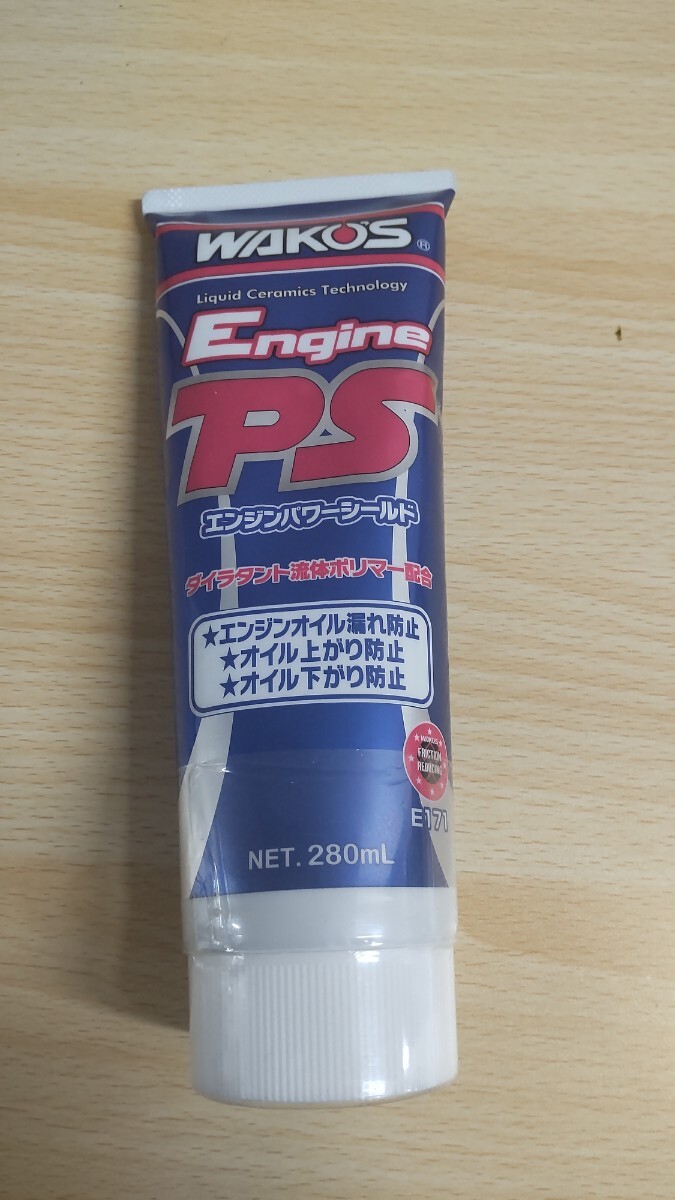 WAKO'S®
Liquid Ceramics Technology
Engine
PS
エンジンパワーシールド
ダイラタント流体ポリマー配合
★エンジンオイル漏れ防止
★オイル上がり防止
★オイル下がり防止
WAKO'S
FRICTION
REDUCING
E171
NET. 280mL